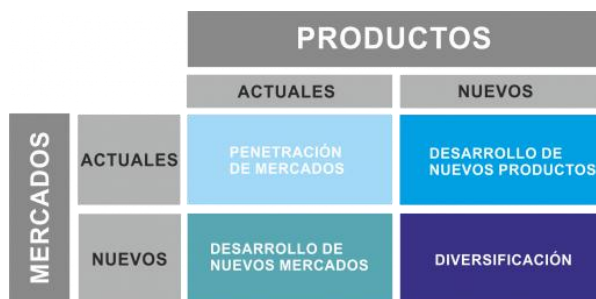 PRODUCTOS
ACTUALES
NUEVOS
MERCADOS
ACTUALES
PENETRACIÓN
DE MERCADOS
DESARROLLO DE
NUEVOS PRODUCTOS
NUEVOS
DESARROLLO DE
NUEVOS MERCADOS
DIVERSIFICACIÓN